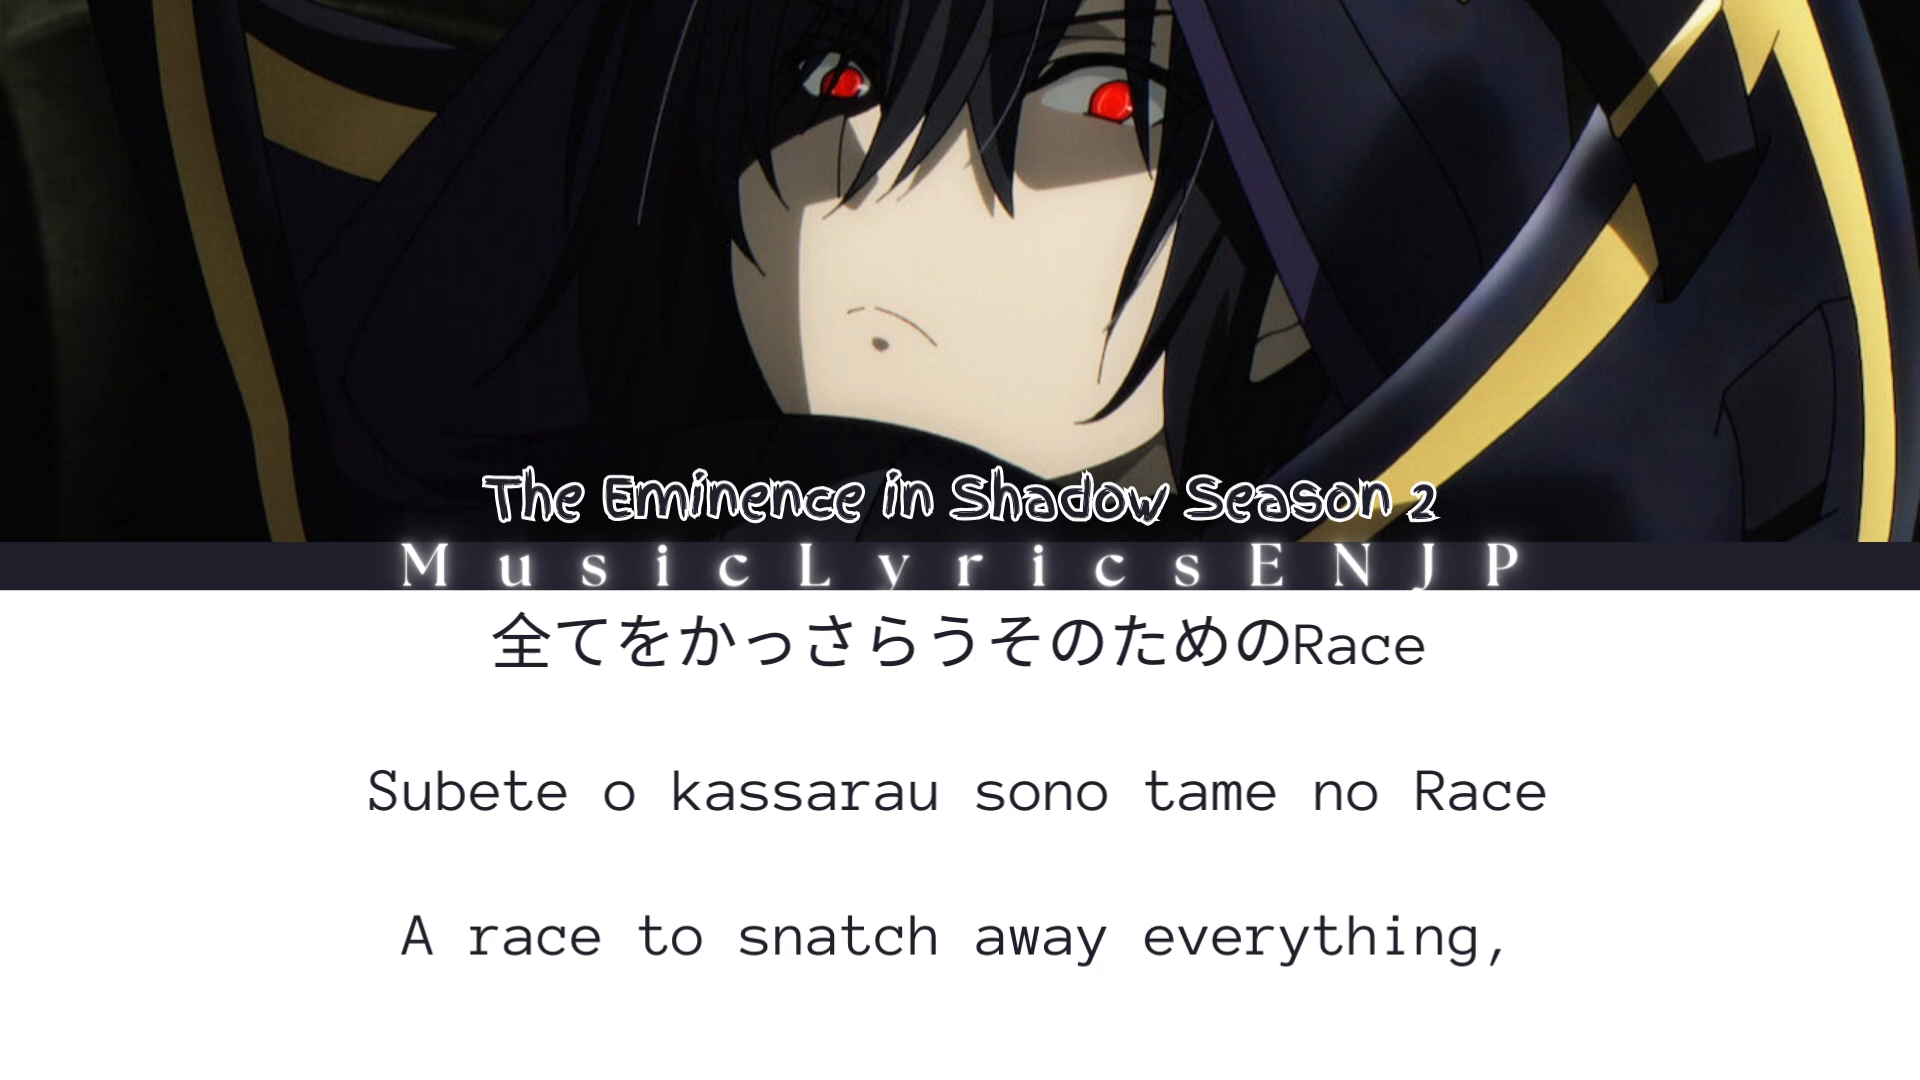 The Eminence in Shadow Season 2
MusicLyricsENJP
全てをかっさらうそのためのRace
Subete o kassarau sono tame no Race
A race to snatch away everything,